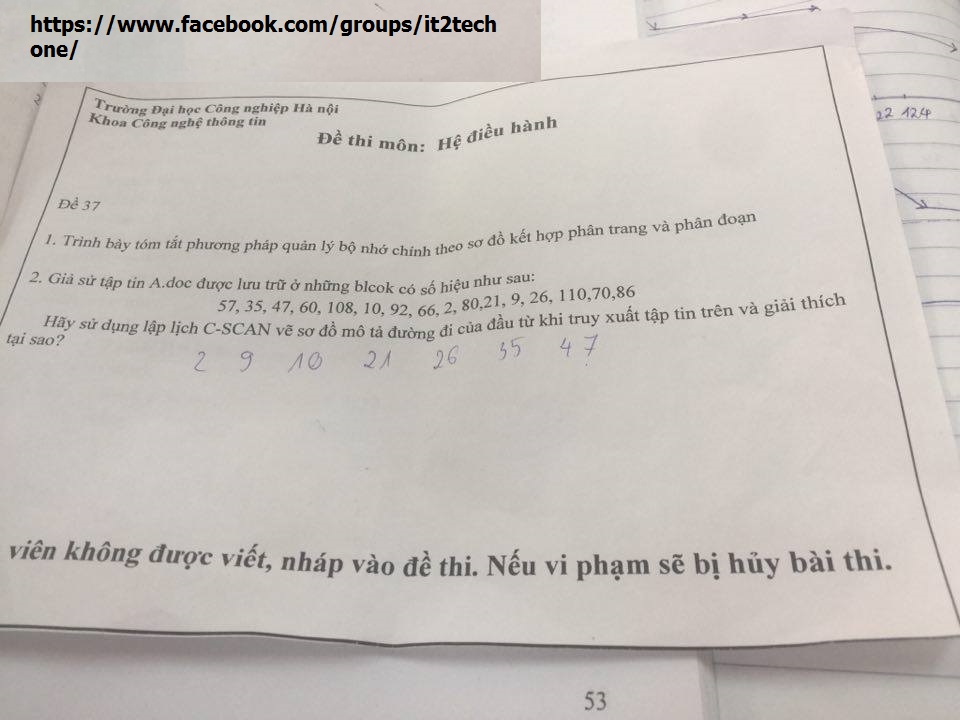 https://www.facebook.com/groups/it2tech
one/
Trường Đại học Công nghiệp Hà nội
Khoa Công nghệ thông tin
Đề thi môn: Hệ điều hành
22 124
Đề 37
1. Trình bày tóm tắt phương pháp quản lý bộ nhớ chính theo sơ đồ kết hợp phân trang và phân đoạn
2. Giả sử tập tin A.doc được lưu trữ ở những blcok có số hiệu như sau:
57, 35, 47, 60, 108, 10, 92, 66, 2, 80,21, 9, 26, 110,70,86
Hãy sử dụng lập lịch C-SCAN vẽ sơ đồ mô tả đường đi của đầu từ khi truy xuất tập tin trên và giải thích
tại sao?
2 9 10 21 26 35 47
viên không được viết, nháp vào đề thi. Nếu vi phạm sẽ bị hủy bài thi.
53